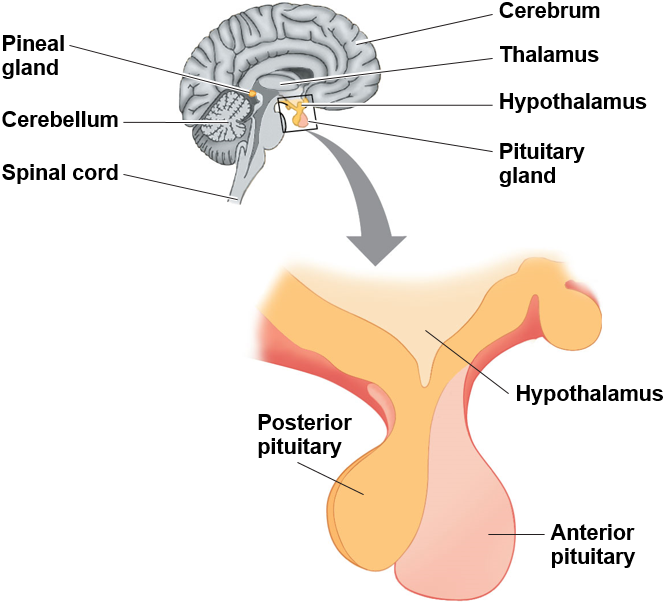 Cerebrum
Pineal
gland
Thalamus
Hypothalamus
Cerebellum
Pituitary
gland
Spinal cord
Hypothalamus
Posterior
pituitary
Anterior
pituitary